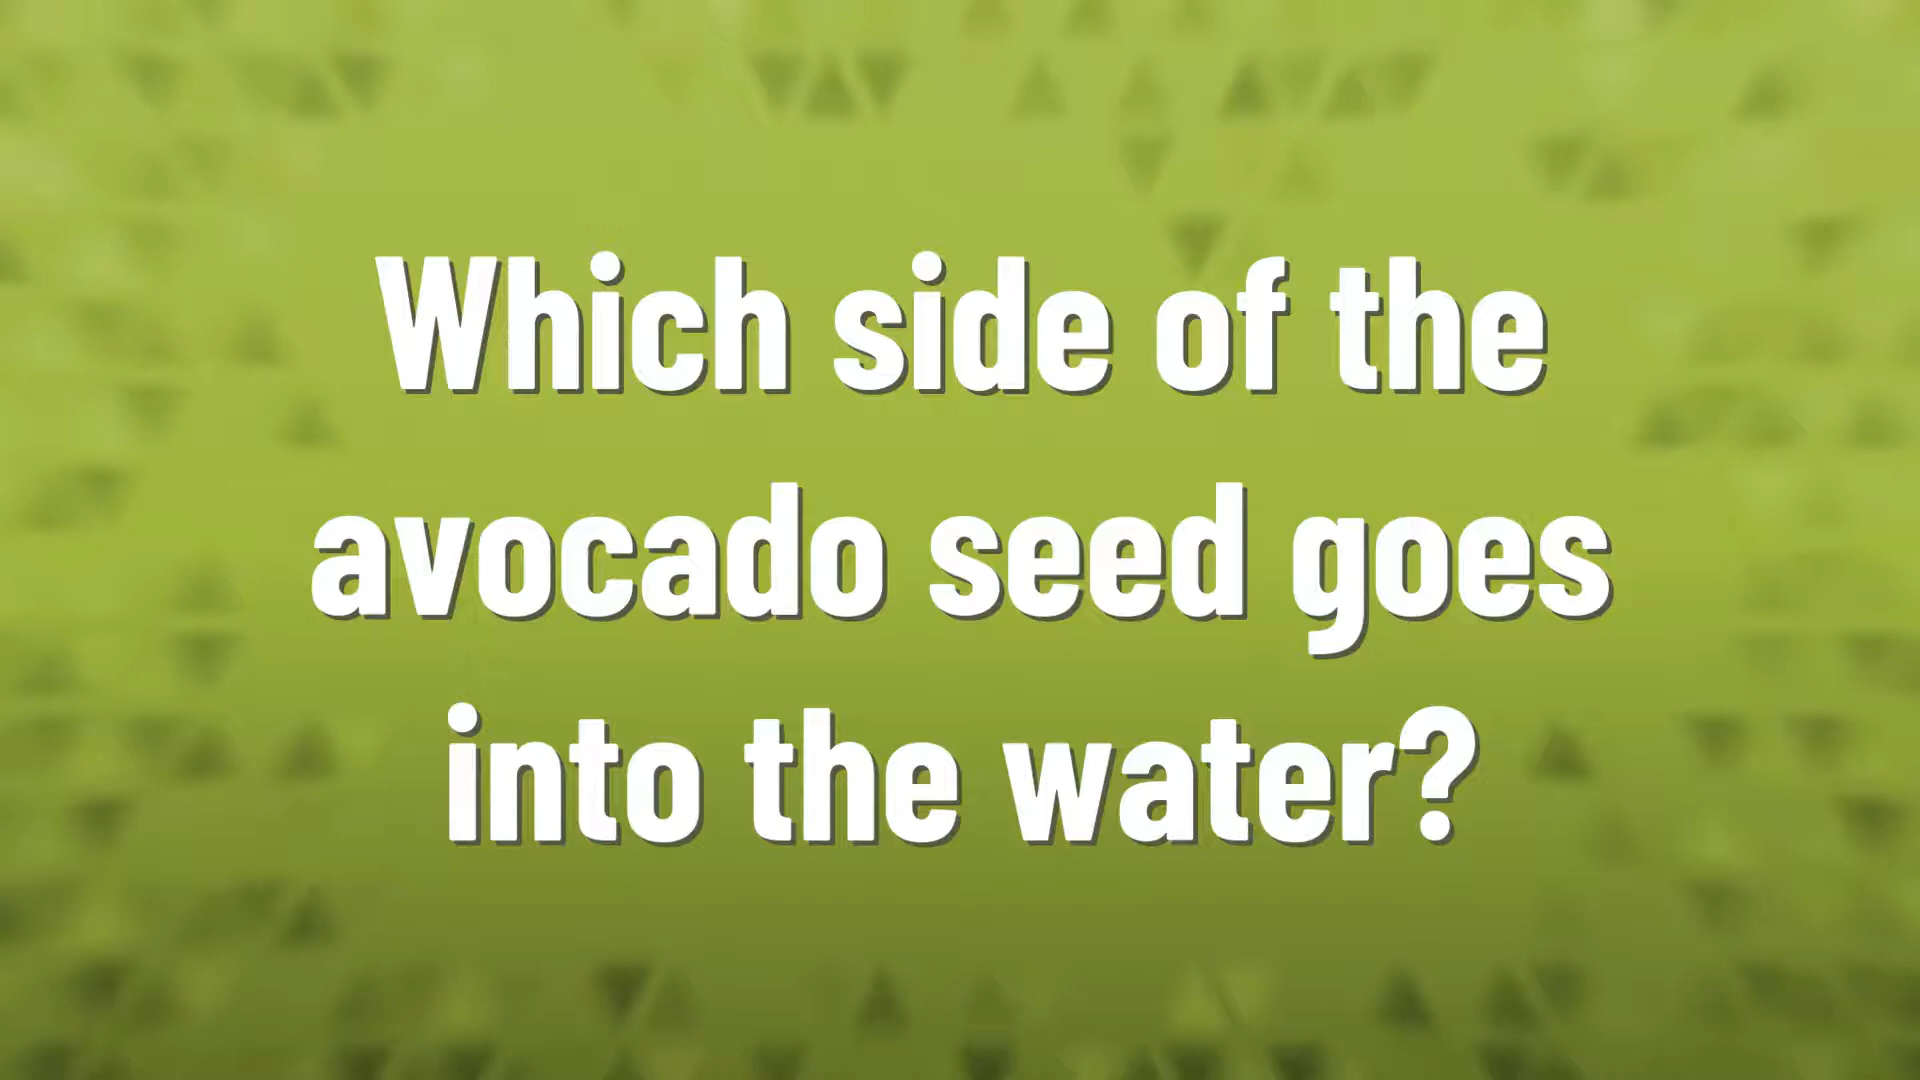 Which side of the
avocado seed goes
into the water?